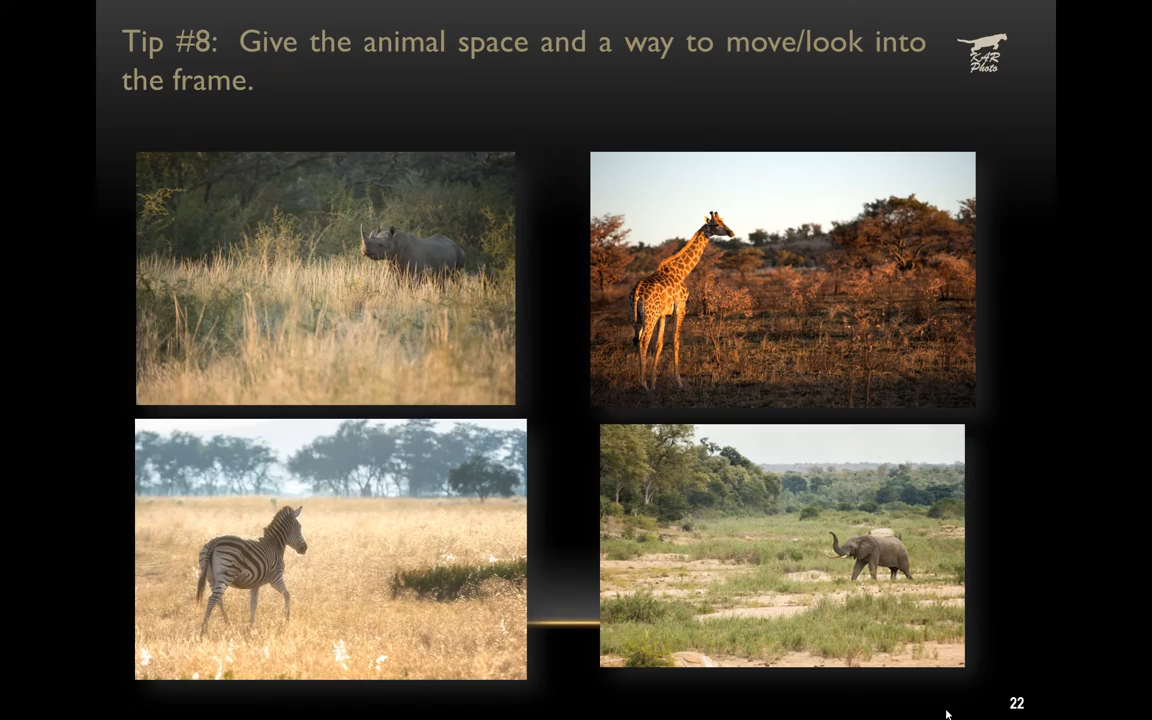 Tip #8: Give the animal space and a way to move/look into
the frame.
KAR
Photo
22